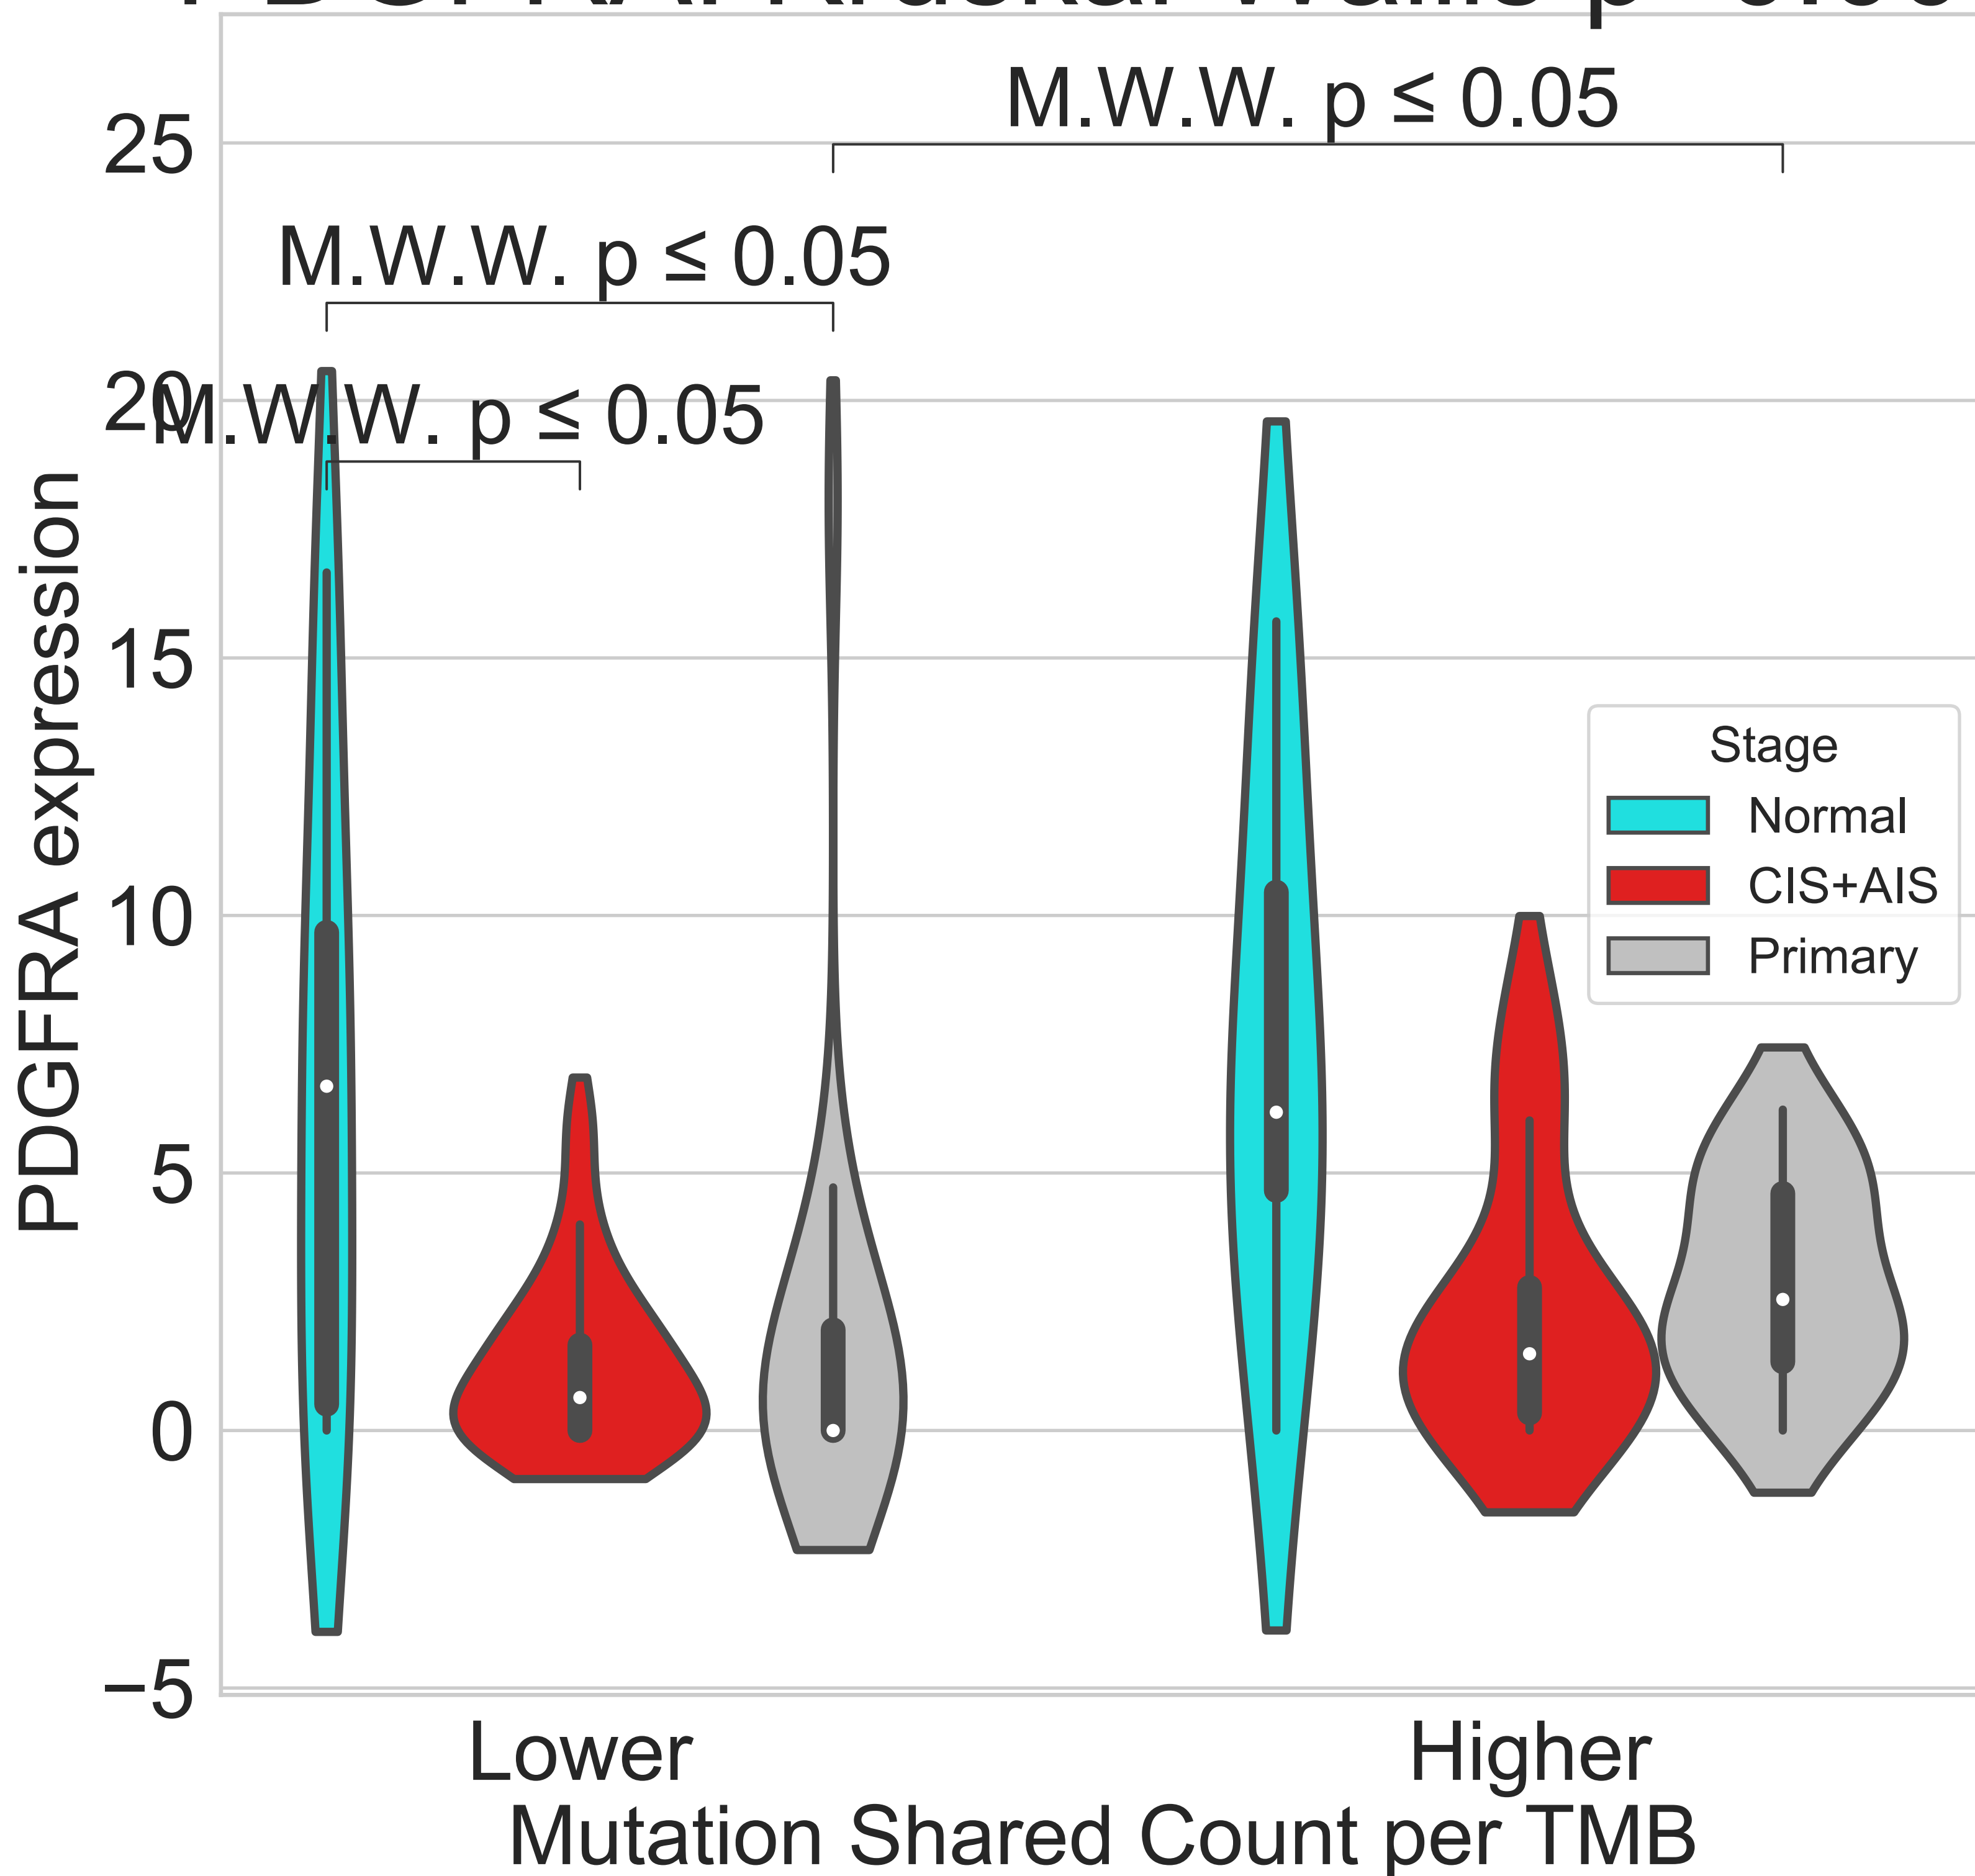 M.W.W. p ≤ 0.05
25
M.W.W. p ≤ 0.05
20
M.W.W. p ≤ 0.05
15
10
5
0
−5
PDGFRA expression
Stage
Normal
CIS+AIS
Primary
Lower
Higher
Mutation Shared Count per TMB